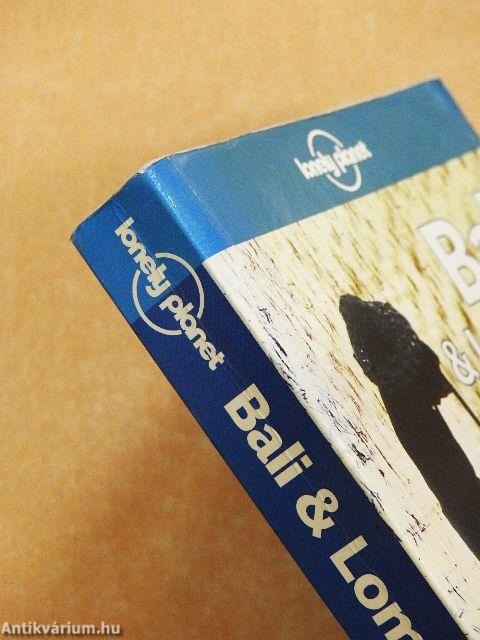 lonely planet
Ba
& L
lonely planet
Bali & Lom
Antikvárium.hu